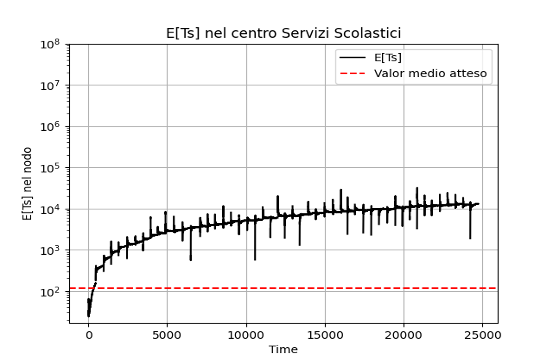 E[Ts] nel centro Servizi Scolastici
E[Ts]
Valor medio atteso
E[Ts] nel nodo
10⁸
10⁷
10⁶
10⁵
10⁴
10³
10²
0 5000 10000 15000 20000 25000
Time